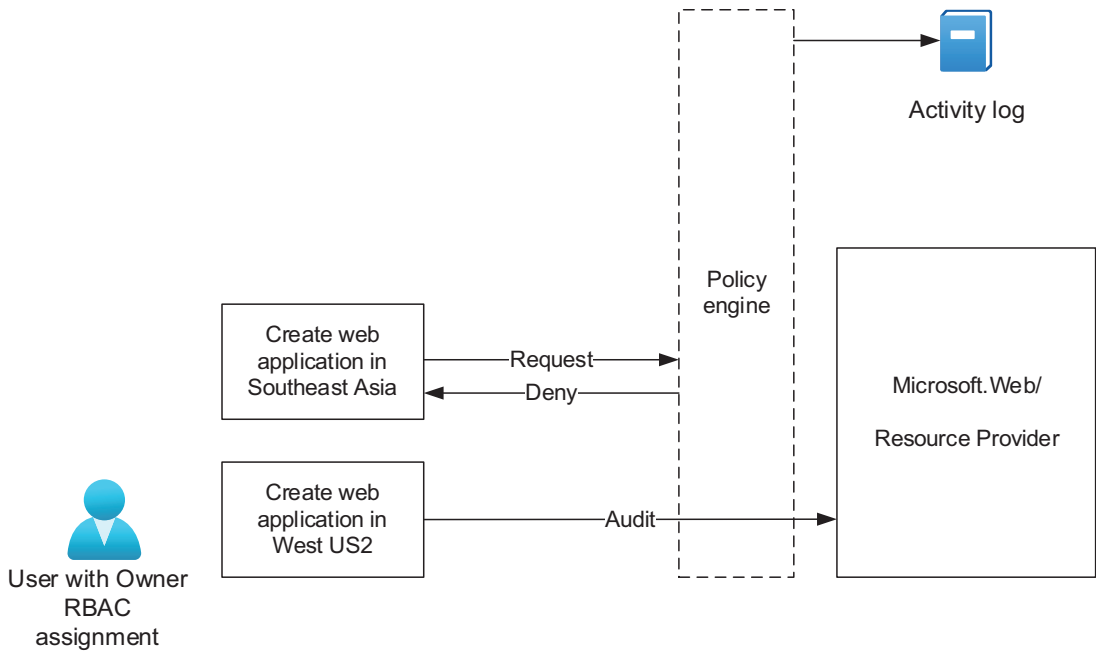 Activity log
Policy
engine
Create web
application in
Southeast Asia
Request
Deny
Microsoft.Web/
Resource Provider
Create web
application in
West US2
Audit
User with Owner
RBAC
assignment